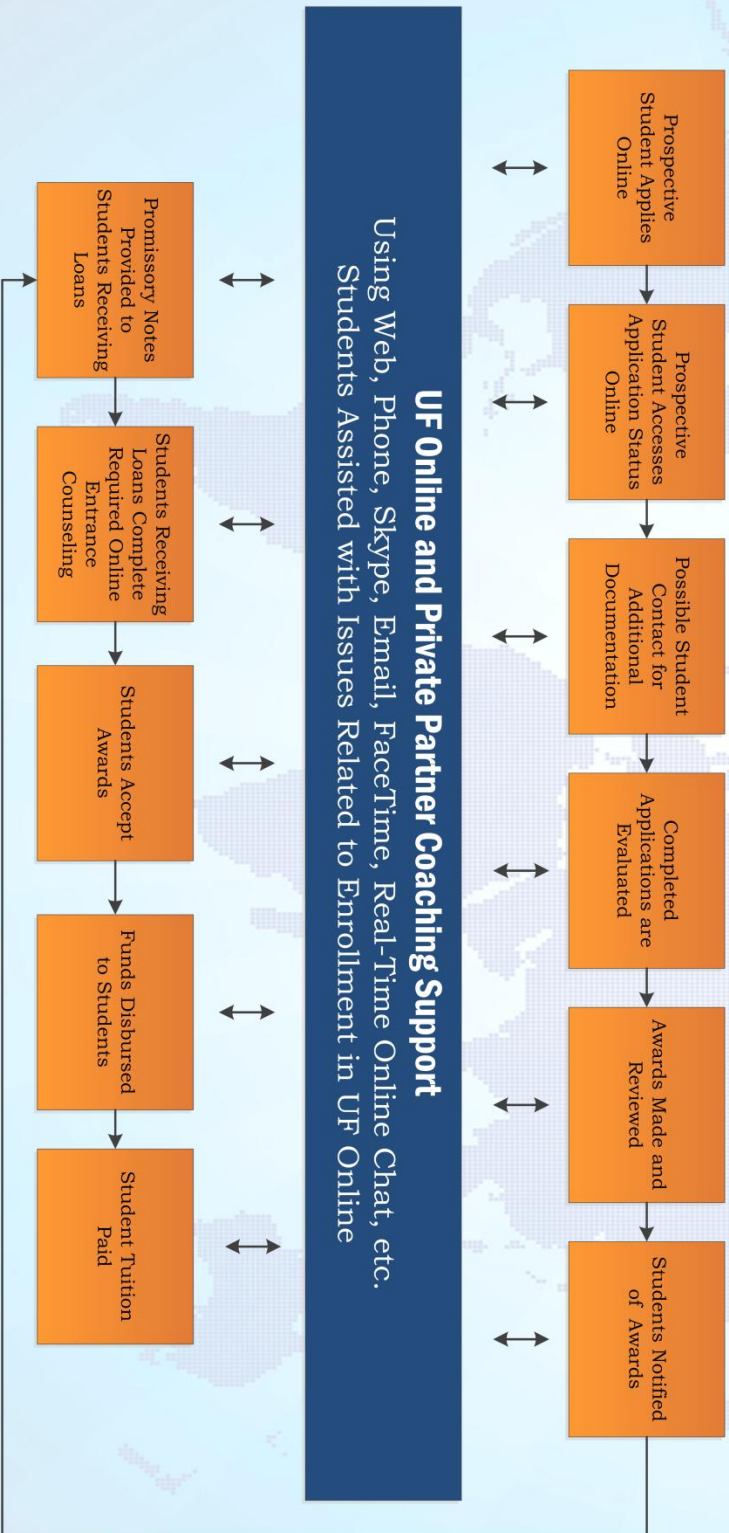 Prospective
Student Applies
Online
Prospective
Student Accesses
Application Status
Online
Possible Student
Contact for
Additional
Documentation
Completed
Applications are
Evaluated
Awards Made and
Reviewed
Students Notified
of Awards
UF Online and Private Partner Coaching Support
Using Web, Phone, Skype, Email, FaceTime, Real-Time Online Chat, etc.
Students Assisted with Issues Related to Enrollment in UF Online
Promissory Notes
Provided to
Students Receiving
Loans
Students Receiving
Loans Complete
Required Online
Entrance
Counseling
Students Accept
Awards
Funds Disbursed
to Students
Student Tuition
Paid